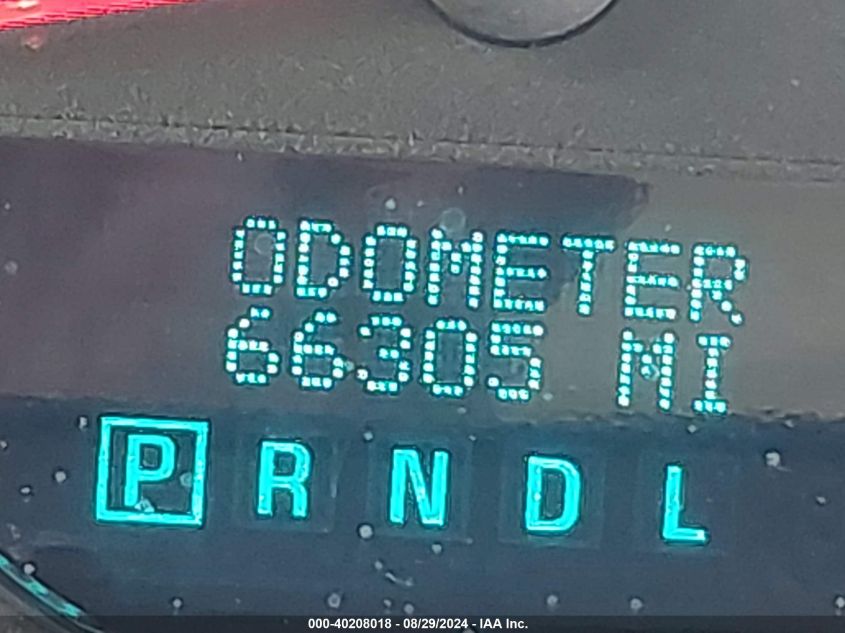 ODOMETER
66305 MI
P R N D L
000-40208018 - 08/29/2024 - IAA Inc.